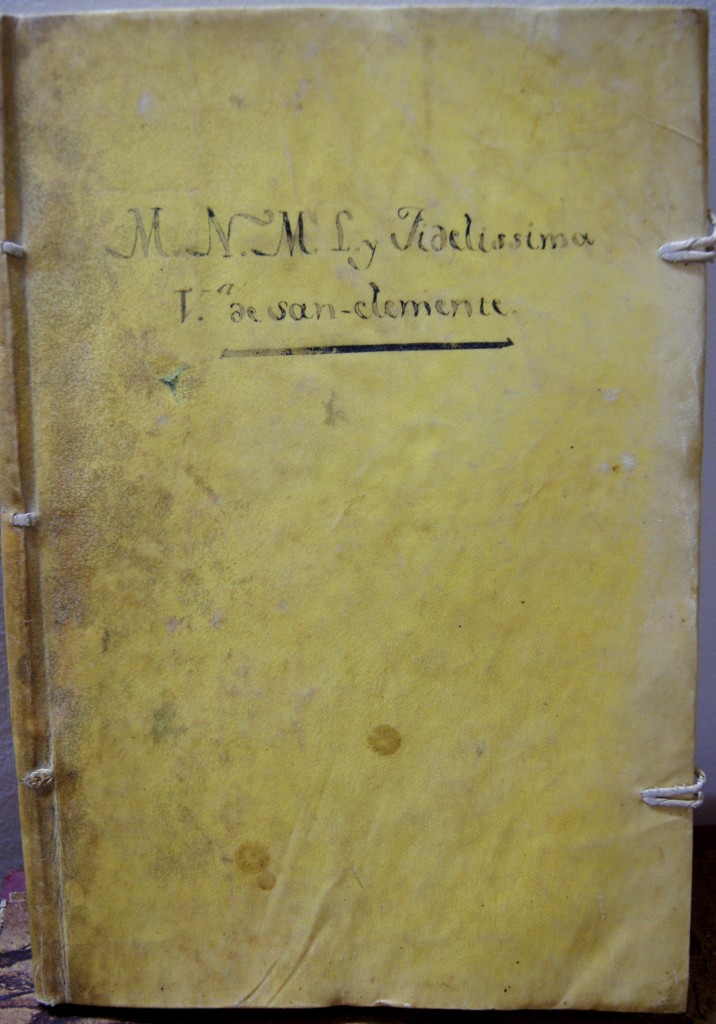 M. N. M. L. y Fidelissima
V.ª de san-clemente.